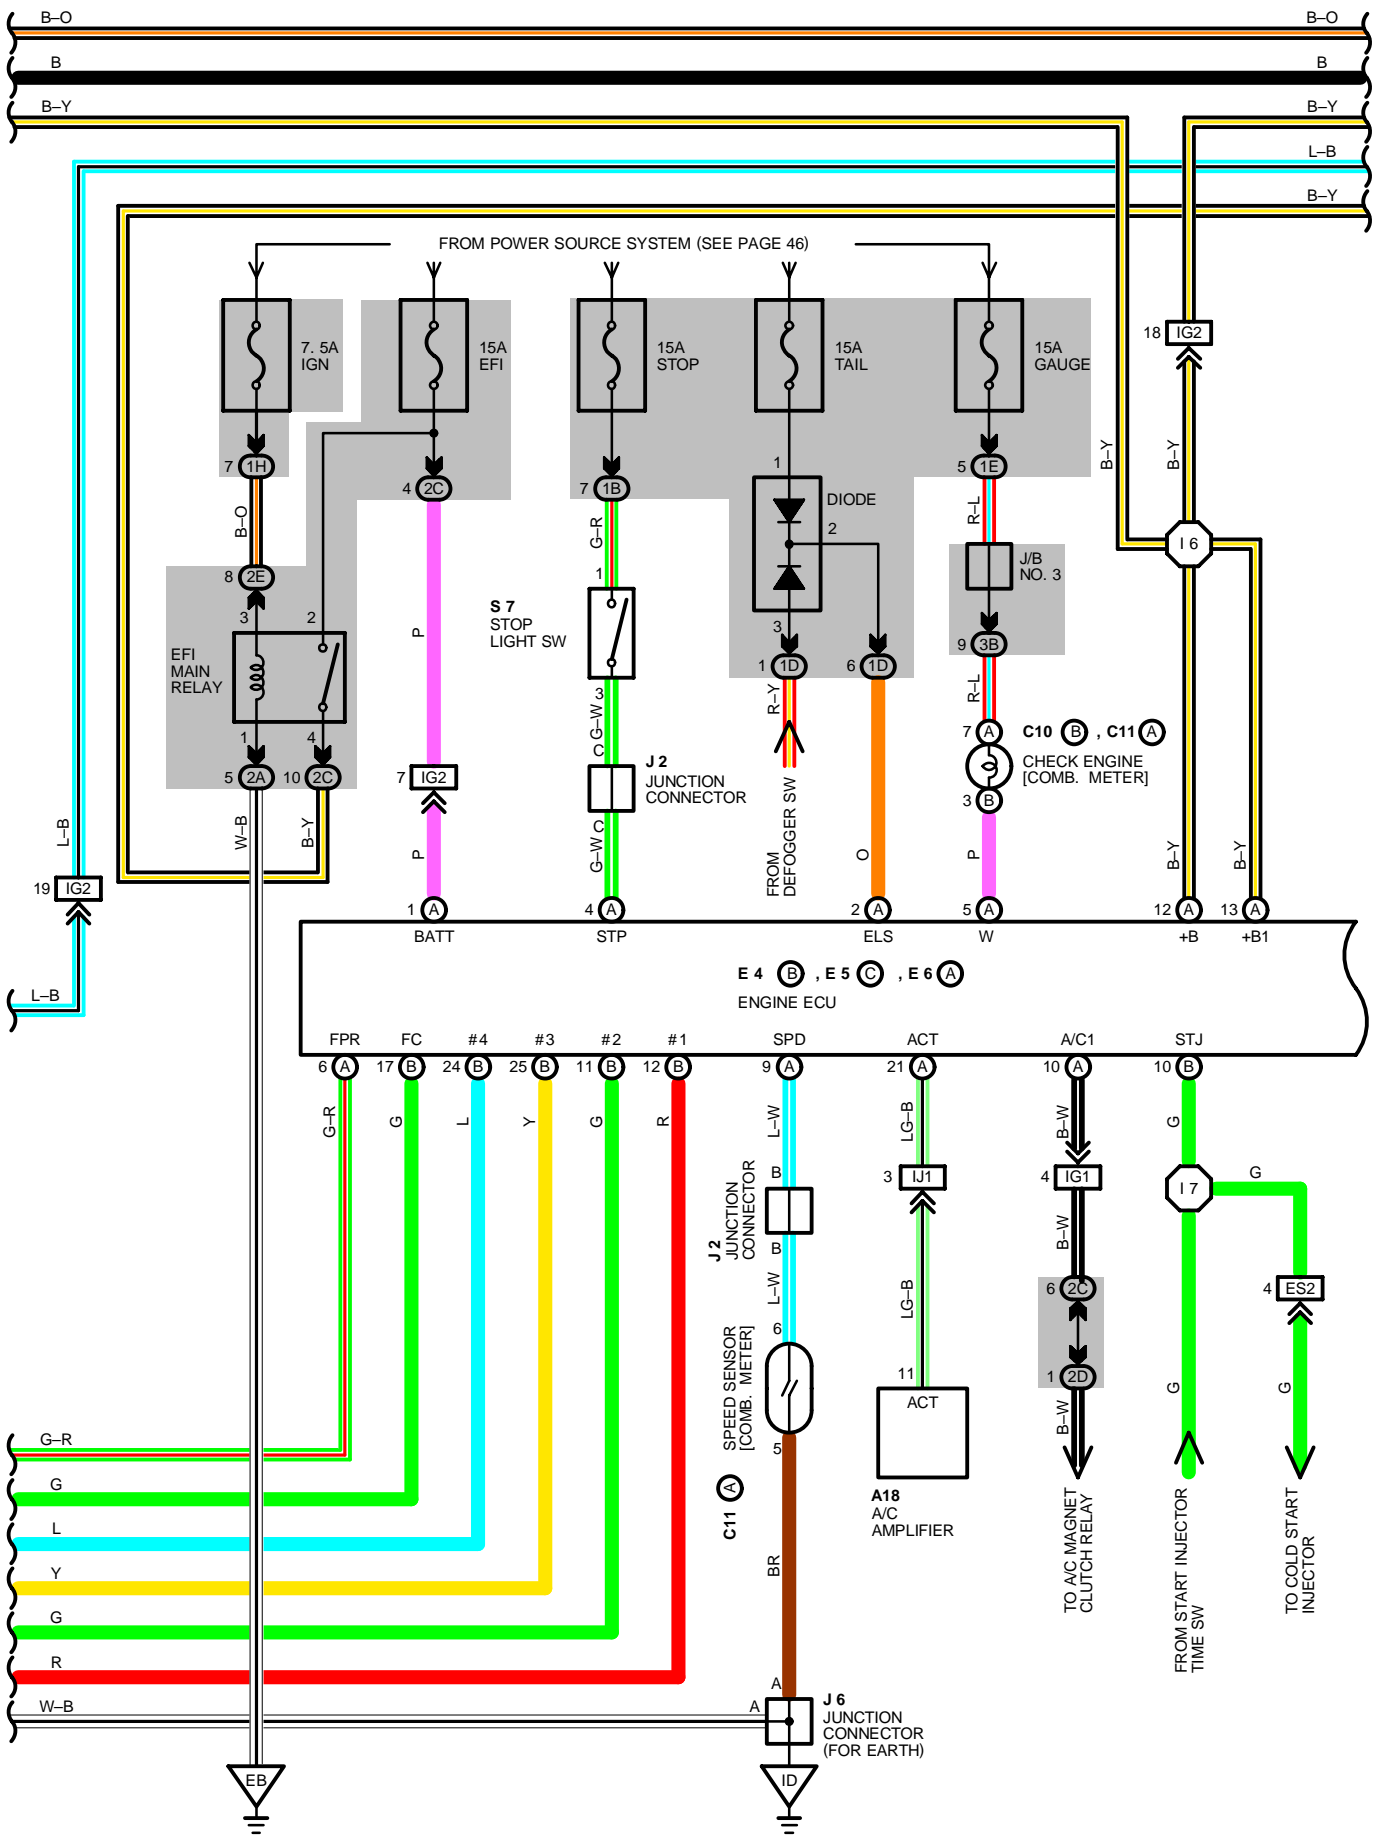 B–O
B–O
B
B
B–Y
B–Y
L–B
B–Y
FROM POWER SOURCE SYSTEM (SEE PAGE 46)
7. 5A
IGN
15A
EFI
15A
STOP
15A
TAIL
15A
GAUGE
18 IG2
7 1H
4 2C
7 1B
1
5 1E
B–Y
B–Y
DIODE
2
B–O
G–R
R–L
I 6
J/B
NO. 3
8 2E
1
3
2
S 7
STOP
LIGHT SW
P
3
9 3B
EFI
MAIN
RELAY
1 1D
6 1D
3
R–Y
R–L
G–W
1
4
C
7 A
C10 B , C11 A
CHECK ENGINE
[COMB. METER]
J 2
JUNCTION
CONNECTOR
5 2A
10 2C
7 IG2
3 B
FROM
DEFOGGER SW
L–B
W–B
B–Y
P
C
G–W
O
P
B–Y
B–Y
19 IG2
1 A
4 A
2 A
5 A
12 A
13 A
BATT
STP
ELS
W
+B
+B1
E 4 B , E 5 C , E 6 A
ENGINE ECU
L–B
FPR
FC
#4
#3
#2
#1
SPD
ACT
A/C1
STJ
6 A
17 B
24 B
25 B
11 B
12 B
9 A
21 A
10 A
10 B
G–R
G
L
Y
G
R
L–W
LG–B
B–W
G
B
3 IJ1
4 IG1
I 7
G
J 2
JUNCTION
CONNECTOR
B
L–W
LG–B
B–W
6 2C
4 ES2
6
SPEED SENSOR
[COMB. METER]
11
ACT
1 2D
B–W
G
G
5
C11 A
A18
A/C
AMPLIFIER
TO A/C MAGNET
CLUTCH RELAY
FROM START INJECTOR
TIME SW
TO COLD START
INJECTOR
G–R
G
L
Y
G
R
W–B
BR
A
A
J 6
JUNCTION
CONNECTOR
(FOR EARTH)
EB
ID